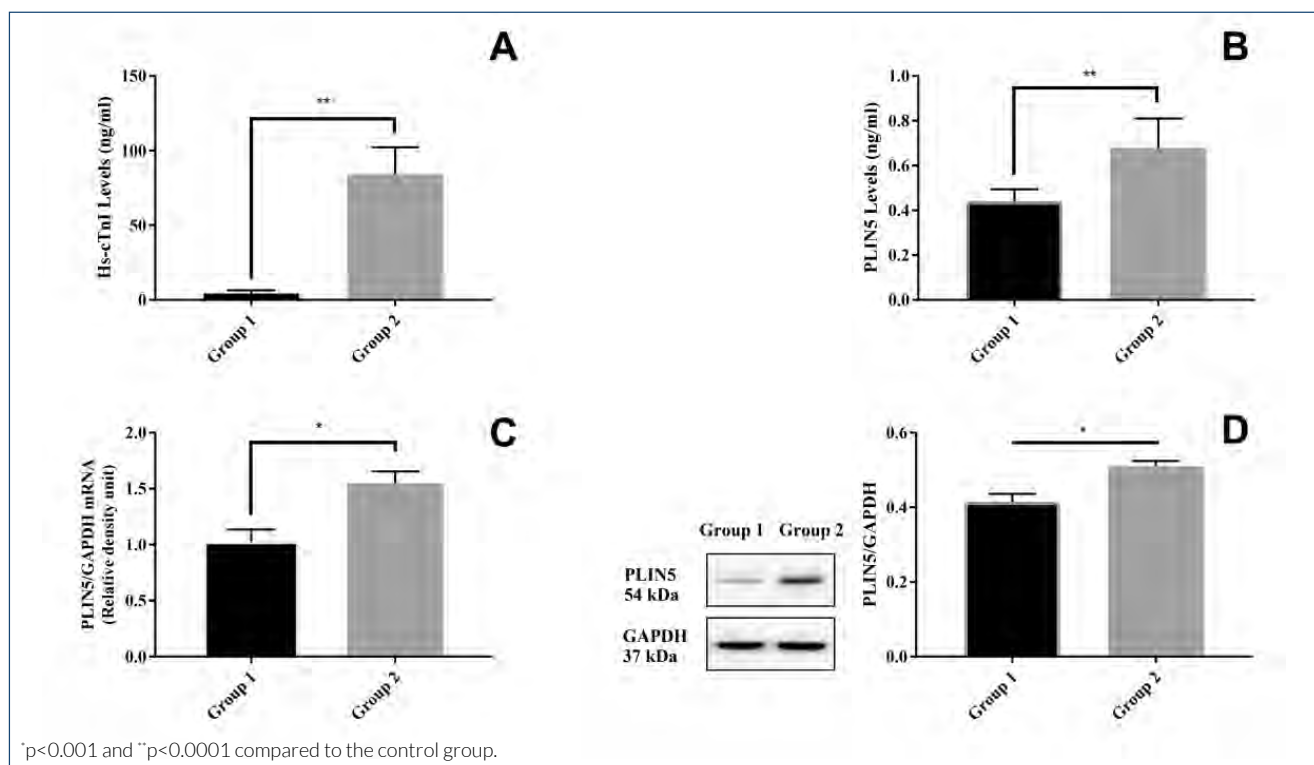 A
Hs-cTnI Levels (ng/ml)
150
100
50
0
**
Group 1
Group 2
B
PLIN5 Levels (ng/ml)
1.0
0.8
0.6
0.4
0.2
0.0
**
Group 1
Group 2
C
PLIN5/GAPDH mRNA
(Relative density unit)
2.0
1.5
1.0
0.5
0.0
*
Group 1
Group 2
Group 1 Group 2
PLIN5
54 kDa
GAPDH
37 kDa
D
PLIN5/GAPDH
0.6
0.4
0.2
0.0
*
Group 1
Group 2
*p<0.001 and **p<0.0001 compared to the control group.